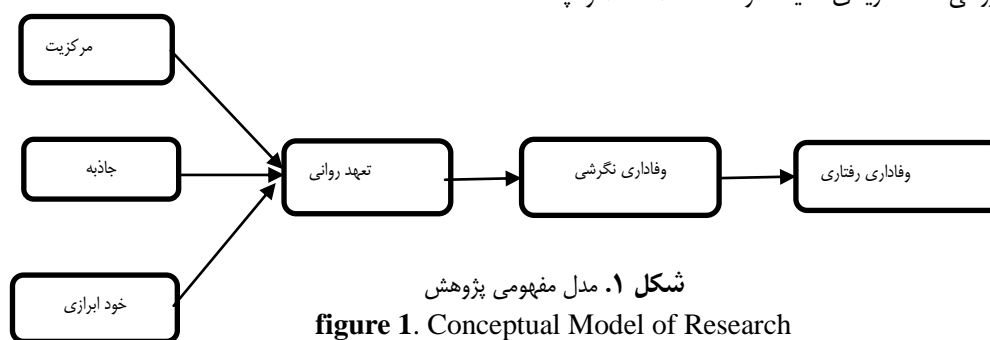 مرکزیت
جاذبه
تعهد روانی
وفاداری نگرشی
وفاداری رفتاری
خود ابرازی
شکل ۱. مدل مفهومی پژوهش
figure 1. Conceptual Model of Research